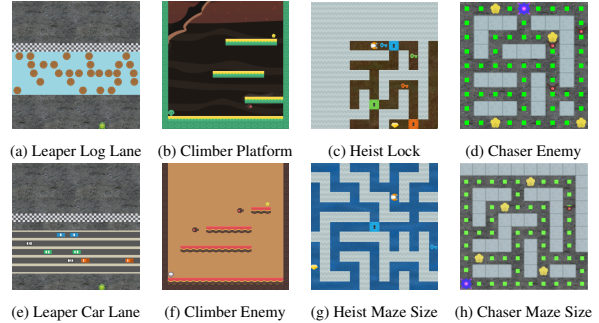 (a) Leaper Log Lane
(b) Climber Platform
(c) Heist Lock
(d) Chaser Enemy
(e) Leaper Car Lane
(f) Climber Enemy
(g) Heist Maze Size
(h) Chaser Maze Size